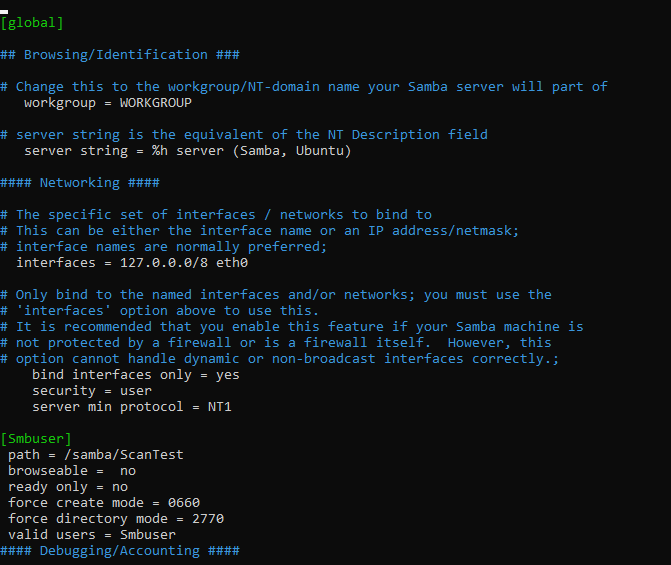 [global]
## Browsing/Identification ###
# Change this to the workgroup/NT-domain name your Samba server will part of
workgroup = WORKGROUP
# server string is the equivalent of the NT Description field
server string = %h server (Samba, Ubuntu)
#### Networking ####
# The specific set of interfaces / networks to bind to
# This can be either the interface name or an IP address/netmask;
# interface names are normally preferred;
interfaces = 127.0.0.0/8 eth0
# Only bind to the named interfaces and/or networks; you must use the
# 'interfaces' option above to use this.
# It is recommended that you enable this feature if your Samba machine is
# not protected by a firewall or is a firewall itself.  However, this
# option cannot handle dynamic or non-broadcast interfaces correctly.;
bind interfaces only = yes
security = user
server min protocol = NT1
[Smbuser]
path = /samba/ScanTest
browseable =  no
ready only = no
force create mode = 0660
force directory mode = 2770
valid users = Smbuser
#### Debugging/Accounting ####